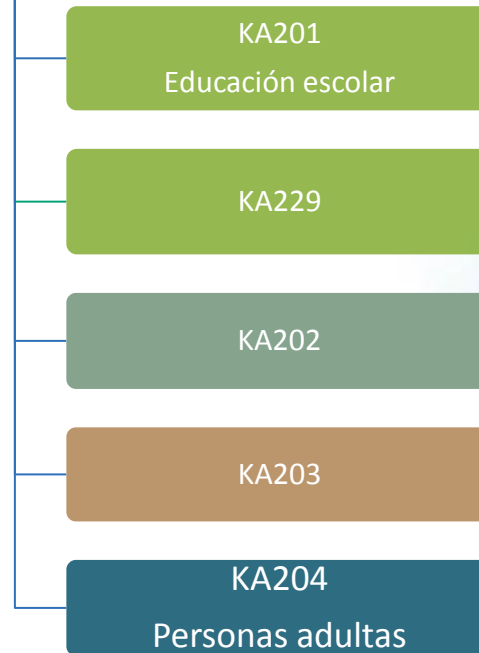 KA201
Educación escolar
KA229
KA202
KA203
KA204
Personas adultas